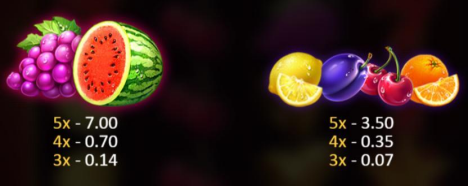 5x - 7.00
4x - 0.70
3x - 0.14
5x - 3.50
4x - 0.35
3x - 0.07